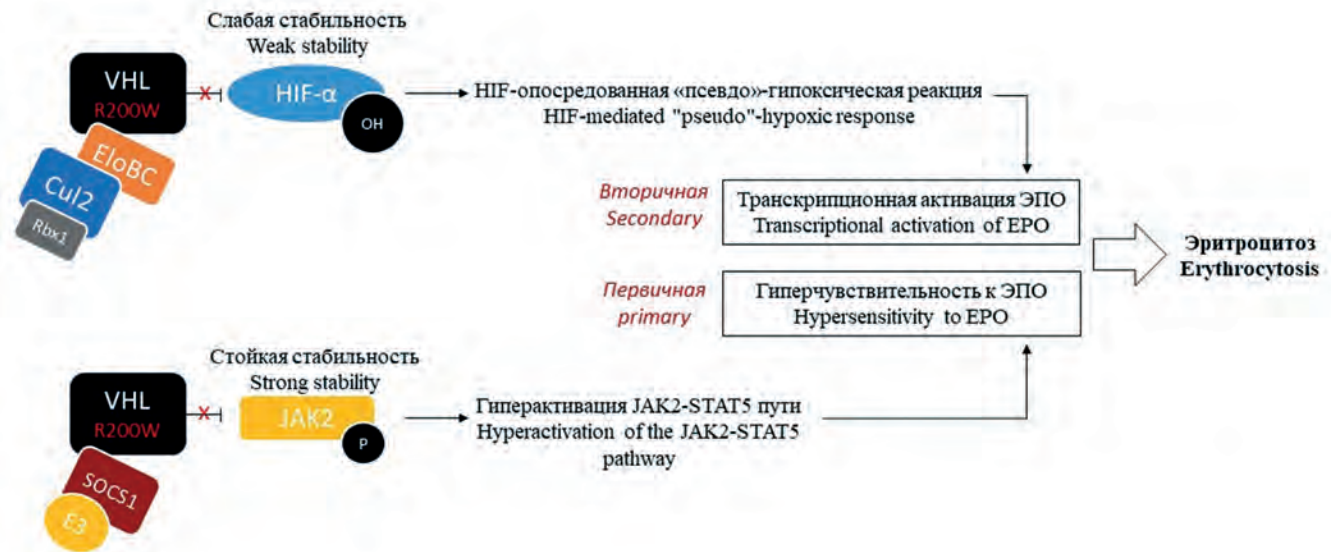 Слабая стабильность
Weak stability
VHL
R200W
X
HIF-α
OH
EloBC
Cul2
Rbx1
HIF-опосредованная «псевдо»-гипоксическая реакция
HIF-mediated "pseudo"-hypoxic response
Вторичная
Secondary
Транскрипционная активация ЭПО
Transcriptional activation of EPO
Эритроцитоз
Erythrocytosis
Первичная
primary
Гиперчувствительность к ЭПО
Hypersensitivity to EPO
Стойкая стабильность
Strong stability
VHL
R200W
X
JAK2
P
SOCS1
E3
Гиперактивация JAK2-STAT5 пути
Hyperactivation of the JAK2-STAT5
pathway